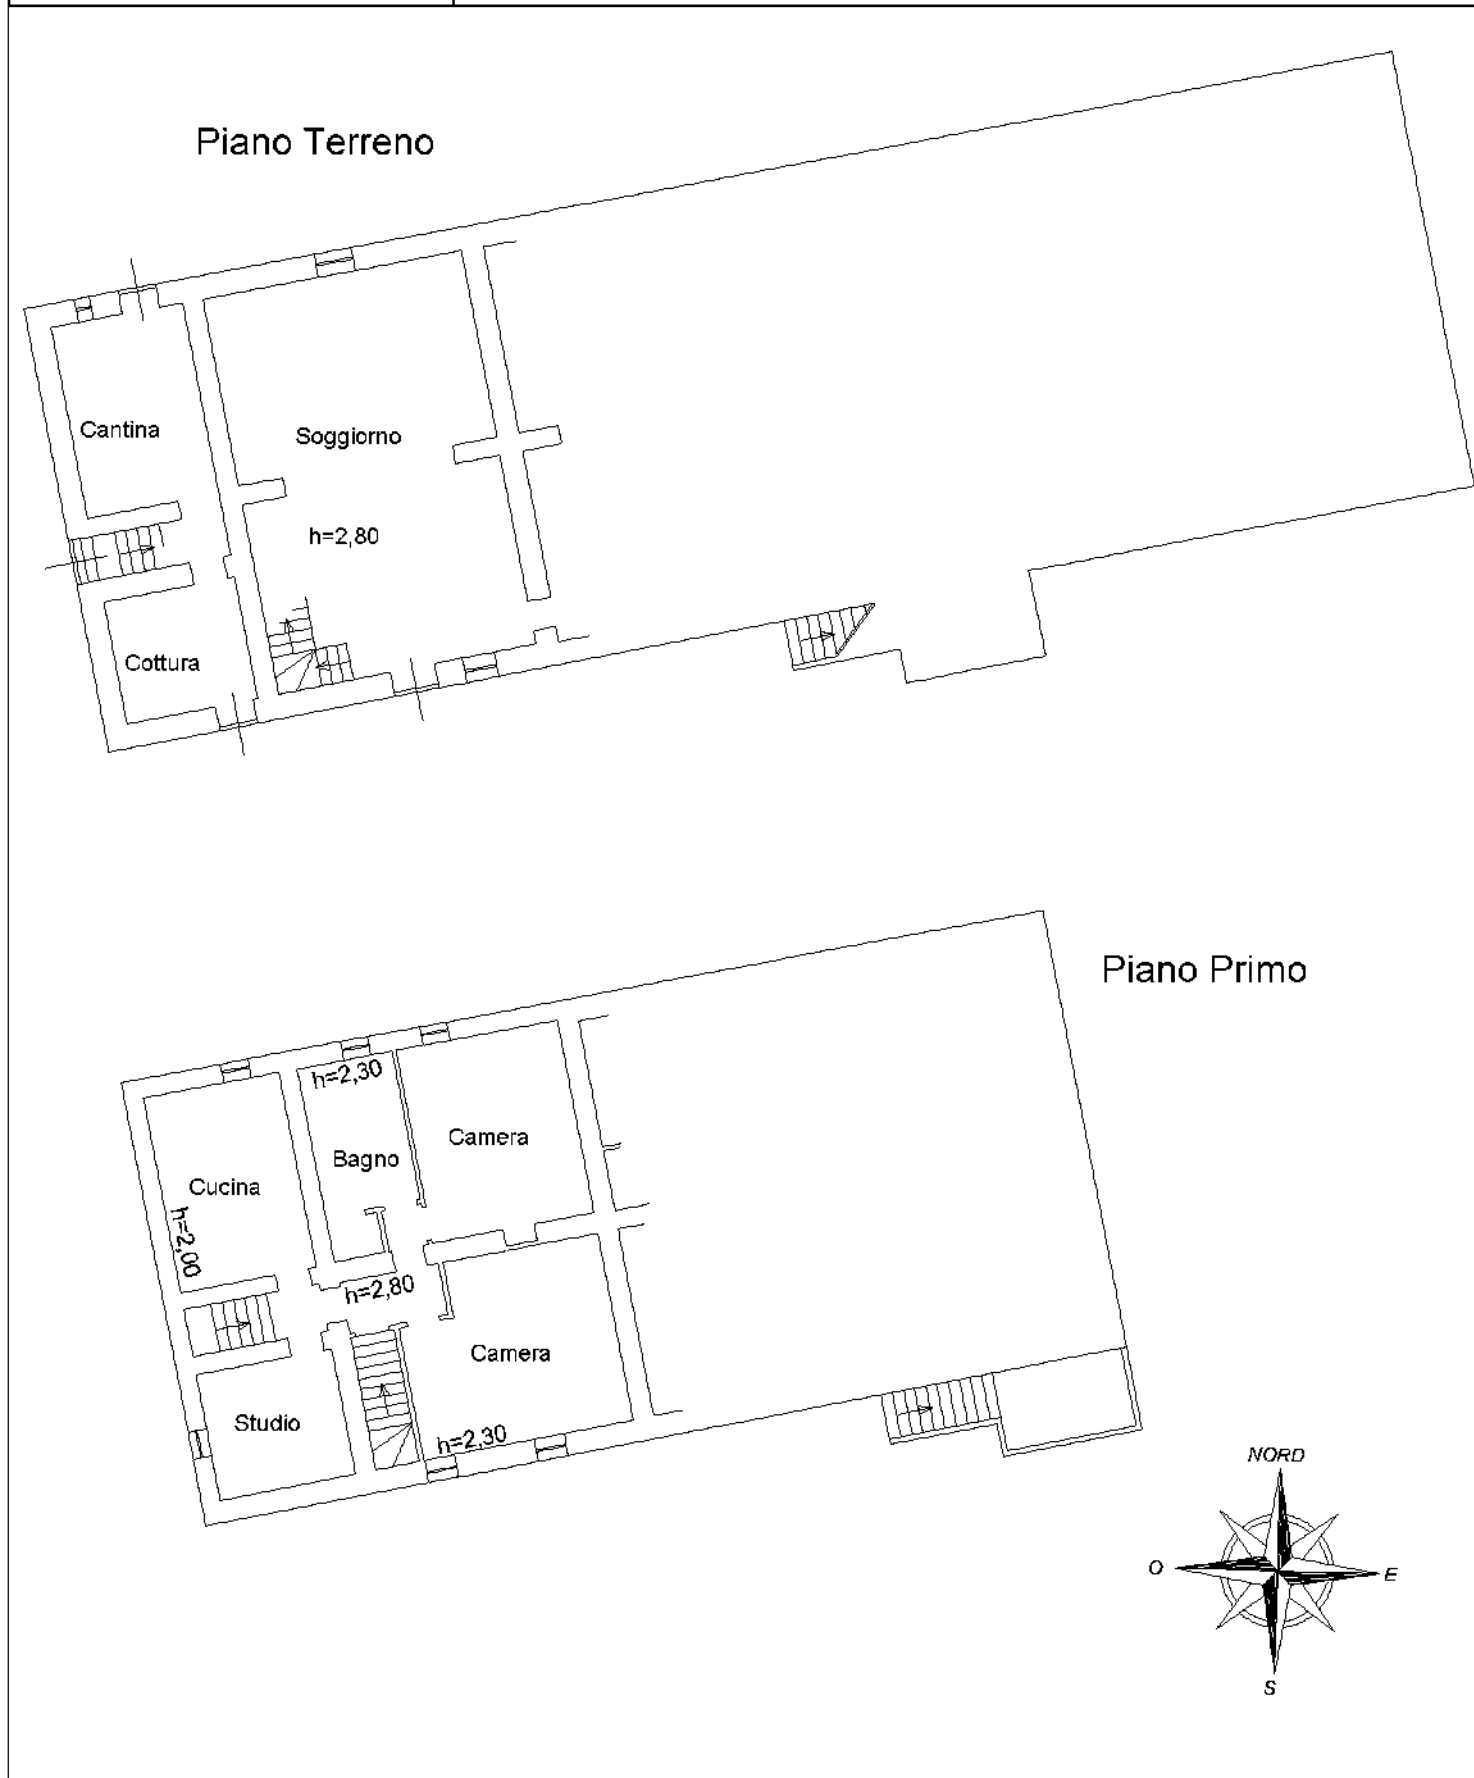 Piano Terreno
Cantina
Soggiorno
h=2,80
Cottura
Piano Primo
h=2,30
Camera
Bagno
Cucina
h=2,00
h=2,80
Camera
Studio
h=2,30
NORD
O
E
S